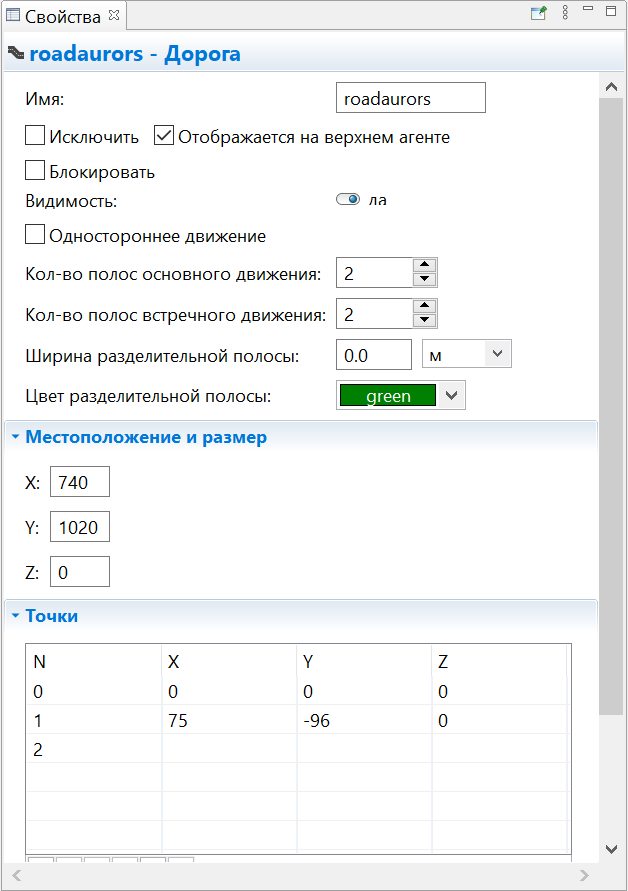 Свойства
roadaurors - Дорога
Имя: roadaurors
Исключить Отображается на верхнем агенте
Блокировать
Видимость: да
Одностороннее движение
Кол-во полос основного движения: 2
Кол-во полос встречного движения: 2
Ширина разделительной полосы: 0.0 м
Цвет разделительной полосы: green
Местоположение и размер
X: 740
Y: 1020
Z: 0
Точки
N X Y Z
0 0 0 0
1 75 -96 0
2